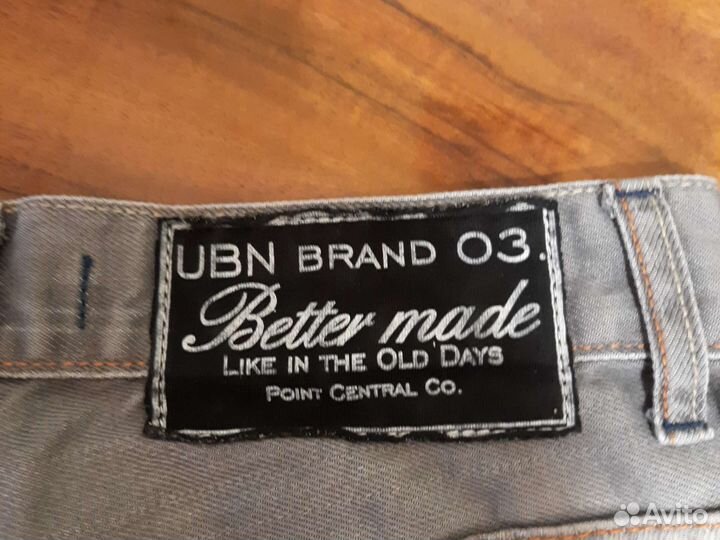 UBN BRAND 03.
Better made
LIKE IN THE OLD DAYS
POINT CENTRAL CO.
Avito